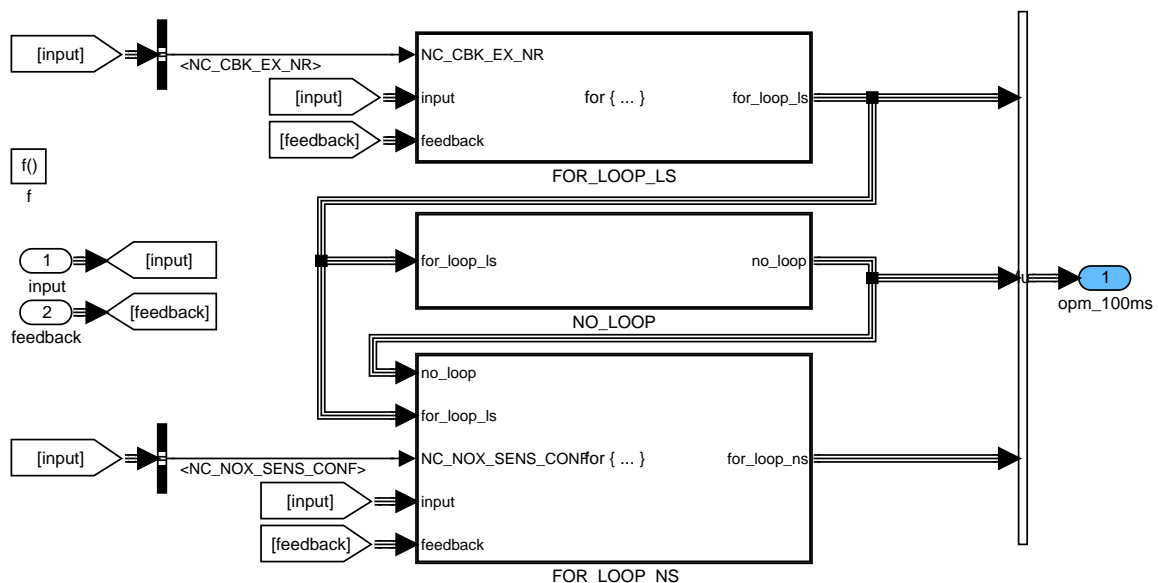 [input]
<NC_CBK_EX_NR>
NC_CBK_EX_NR
[input]
input
for { ... }
for_loop_ls
[feedback]
feedback
FOR_LOOP_LS
f()
f
1
input
[input]
2
feedback
[feedback]
for_loop_ls
no_loop
NO_LOOP
1
opm_100ms
no_loop
for_loop_ls
[input]
<NC_NOX_SENS_CONF>
NC_NOX_SENS_CONF
for { ... }
for_loop_ns
[input]
input
[feedback]
feedback
FOR_LOOP_NS